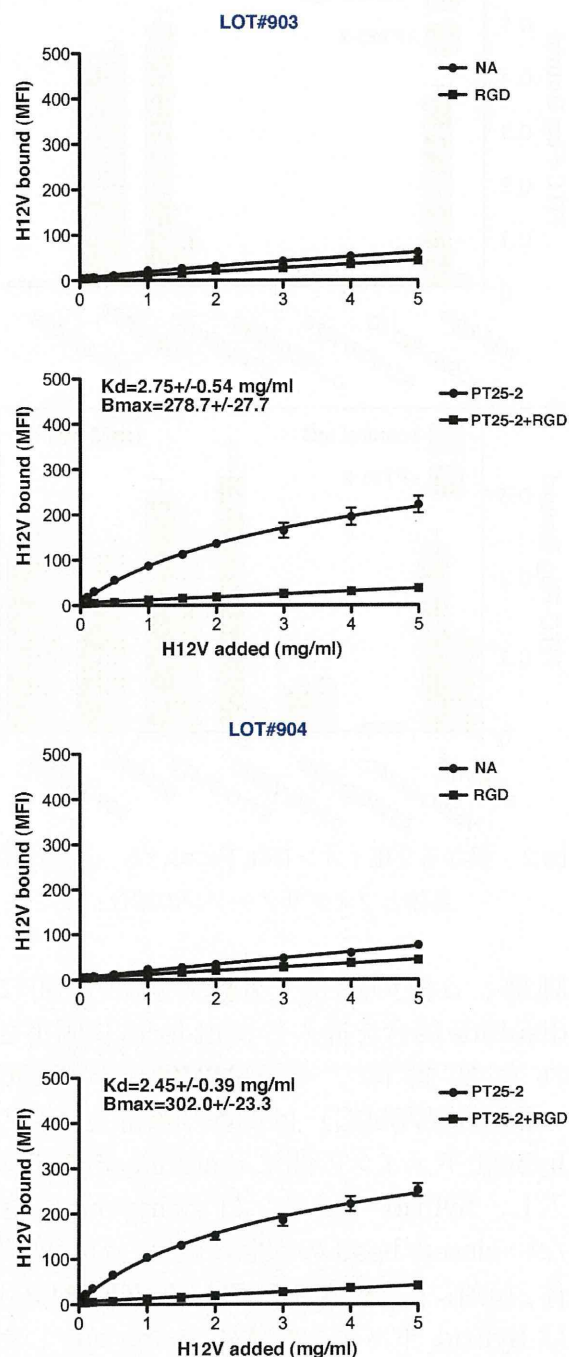 LOT#903
500
400
300
200
100
0
H12V bound (MFI)
NA
RGD
0 1 2 3 4 5
500
400
300
200
100
0
H12V bound (MFI)
Kd=2.75+/-0.54 mg/ml
Bmax=278.7+/-27.7
PT25-2
PT25-2+RGD
0 1 2 3 4 5
H12V added (mg/ml)
LOT#904
500
400
300
200
100
0
H12V bound (MFI)
NA
RGD
0 1 2 3 4 5
500
400
300
200
100
0
H12V bound (MFI)
Kd=2.45+/-0.39 mg/ml
Bmax=302.0+/-23.3
PT25-2
PT25-2+RGD
0 1 2 3 4 5
H12V added (mg/ml)